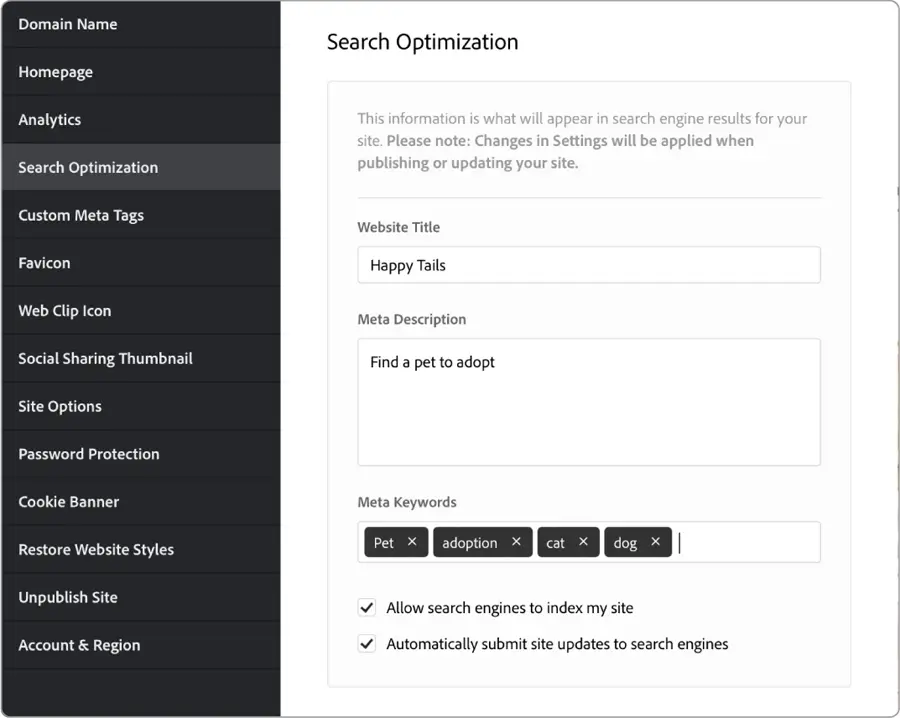 Domain Name
Homepage
Analytics
Search Optimization
Custom Meta Tags
Favicon
Web Clip Icon
Social Sharing Thumbnail
Site Options
Password Protection
Cookie Banner
Restore Website Styles
Unpublish Site
Account & Region
Search Optimization
This information is what will appear in search engine results for your
site. Please note: Changes in Settings will be applied when
publishing or updating your site.
Website Title
Happy Tails
Meta Description
Find a pet to adopt
Meta Keywords
Pet × adoption × cat × dog ×
Allow search engines to index my site
Automatically submit site updates to search engines